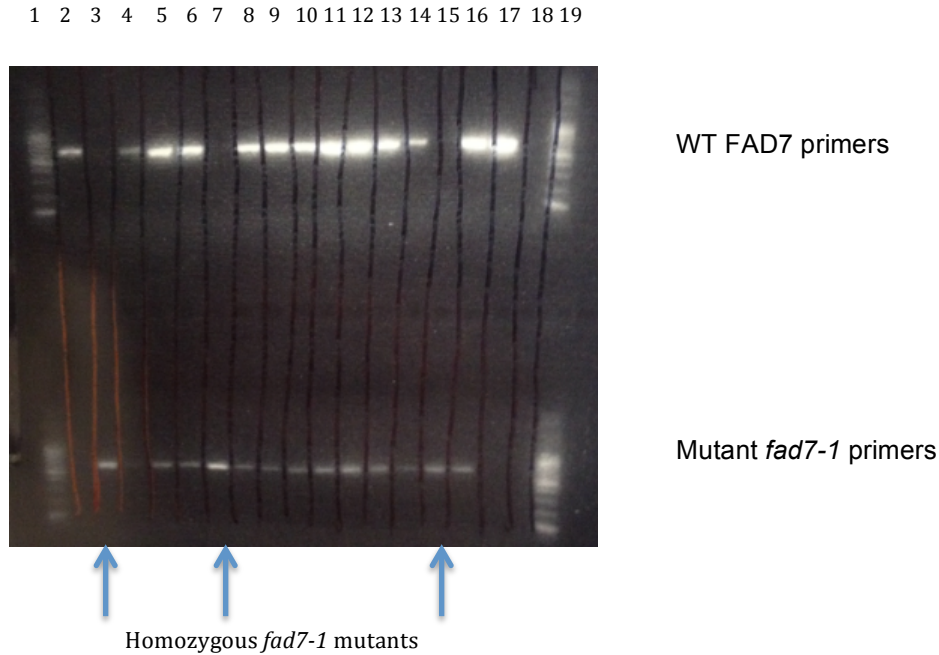 1 2 3 4 5 6 7 8 9 10 11 12 13 14 15 16 17 18 19
WT FAD7 primers
Mutant fad7-1 primers
Homozygous fad7-1 mutants